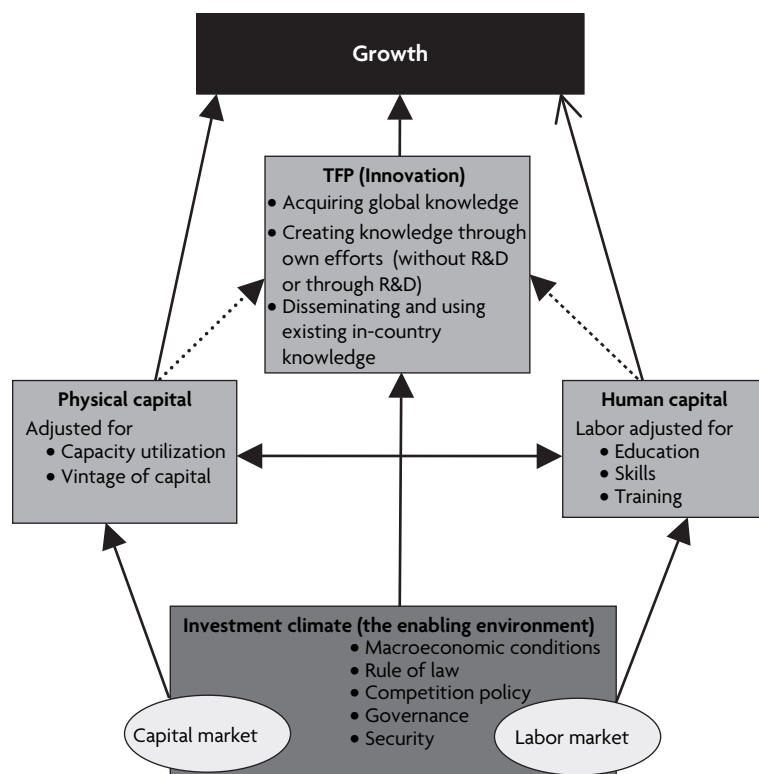 Growth
TFP (Innovation)
• Acquiring global knowledge
• Creating knowledge through
own efforts (without R&D
or through R&D)
• Disseminating and using
existing in-country
knowledge
Physical capital
Adjusted for
• Capacity utilization
• Vintage of capital
Human capital
Labor adjusted for
• Education
• Skills
• Training
Investment climate (the enabling environment)
• Macroeconomic conditions
• Rule of law
• Competition policy
• Governance
• Security
Capital market
Labor market